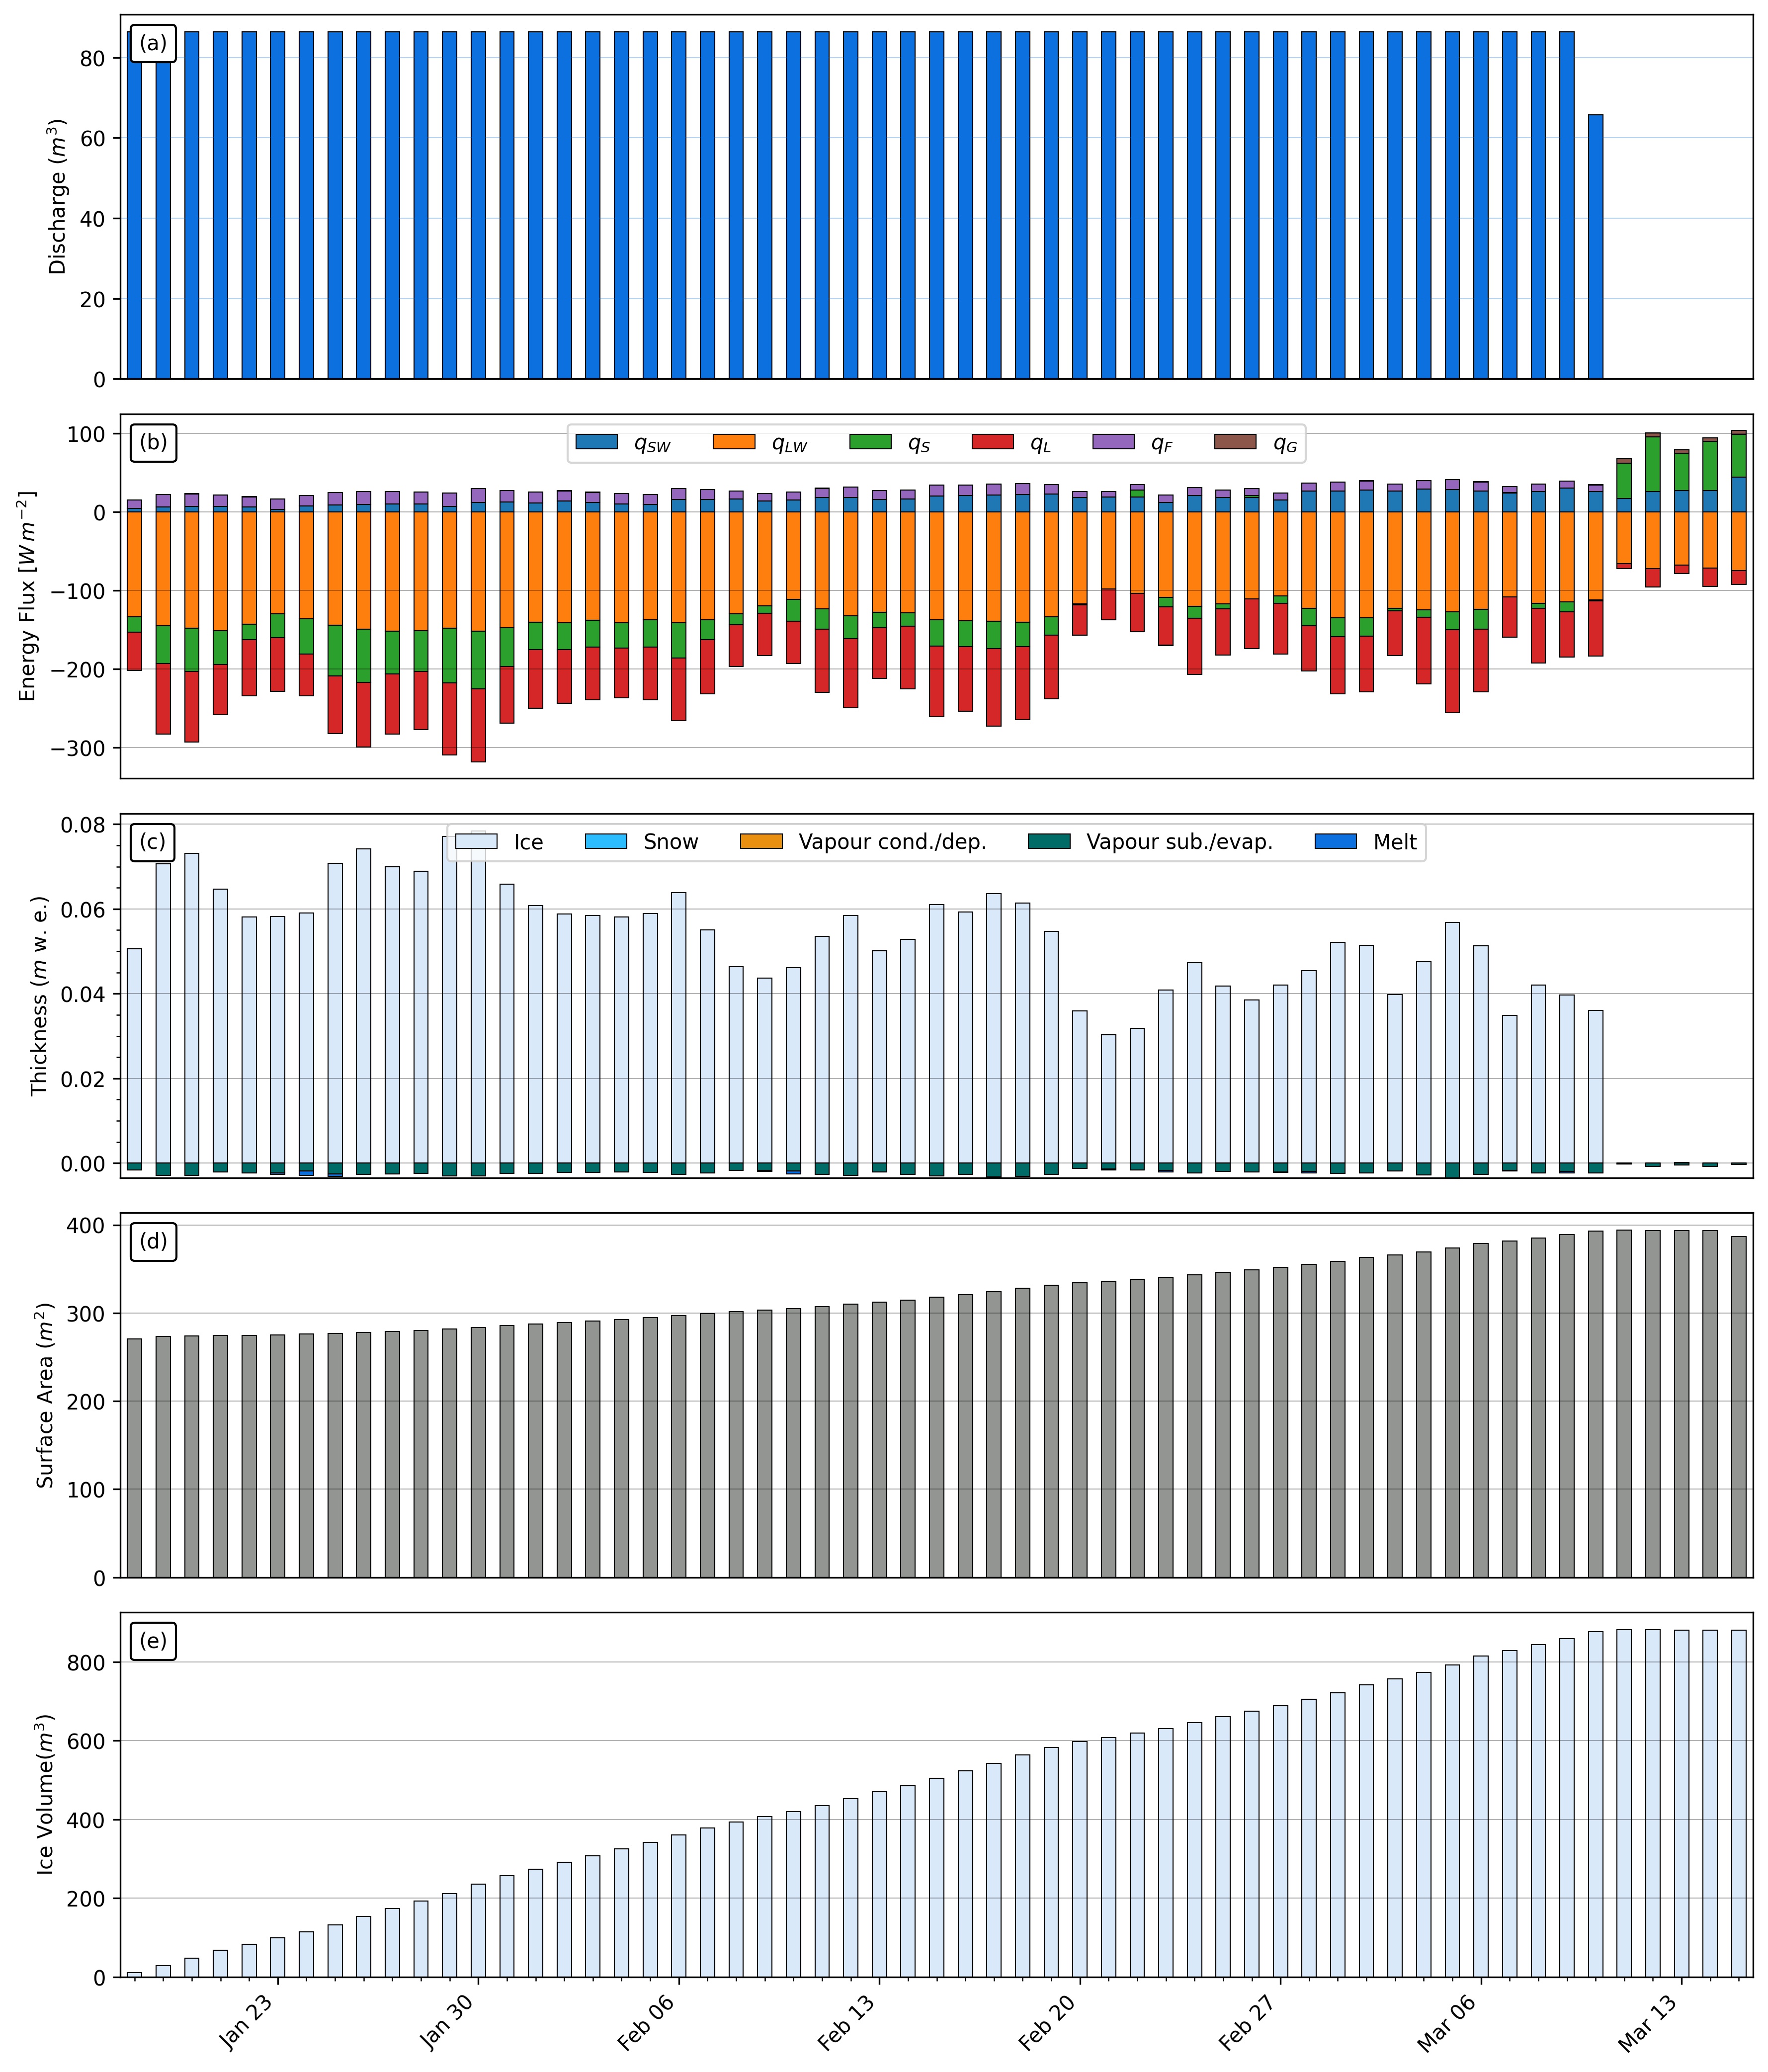 (a)
80
60
40
20
0
Discharge (m³)
(b)
q_SW q_LW q_S q_L q_F q_G
100
0
−100
−200
−300
Energy Flux [W m⁻²]
(c)
Ice Snow Vapour cond./dep. Vapour sub./evap. Melt
0.08
0.06
0.04
0.02
0.00
Thickness (m w. e.)
(d)
400
300
200
100
0
Surface Area (m²)
(e)
800
600
400
200
0
Ice Volume(m³)
Jan 23 Jan 30 Feb 06 Feb 13 Feb 20 Feb 27 Mar 06 Mar 13